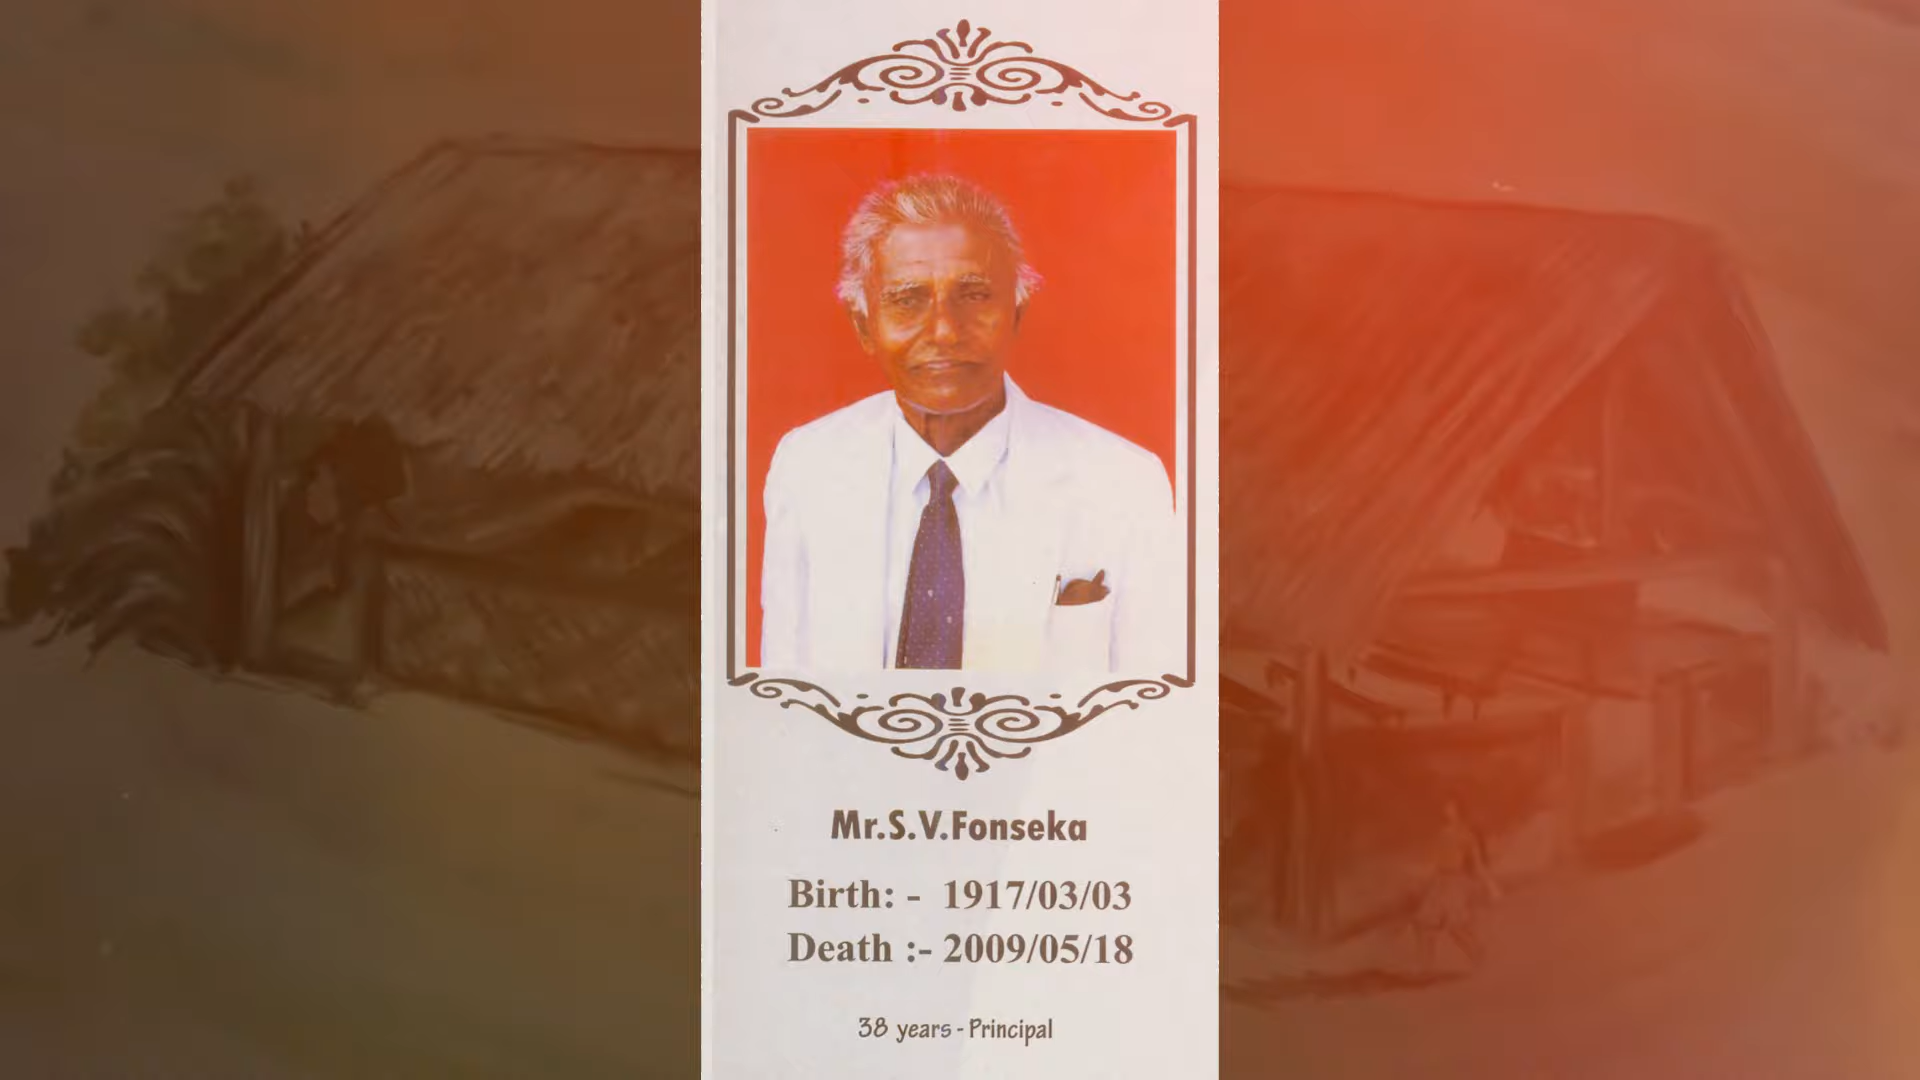 Mr.S.V.Fonseka
Birth: - 1917/03/03
Death :- 2009/05/18
38 years - Principal